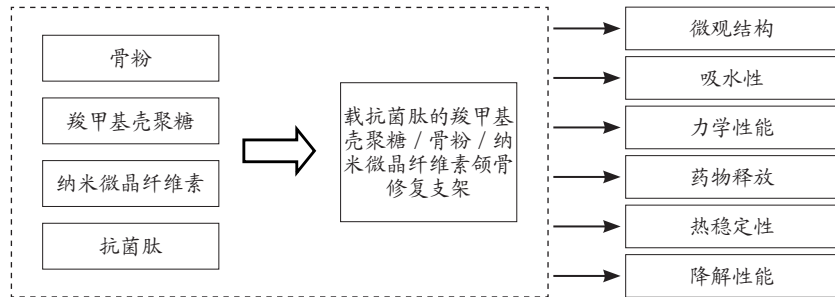 骨粉
羧甲基壳聚糖
纳米微晶纤维素
抗菌肽
载抗菌肽的羧甲基
壳聚糖/骨粉/纳
米微晶纤维素颌骨
修复支架
微观结构
吸水性
力学性能
药物释放
热稳定性
降解性能